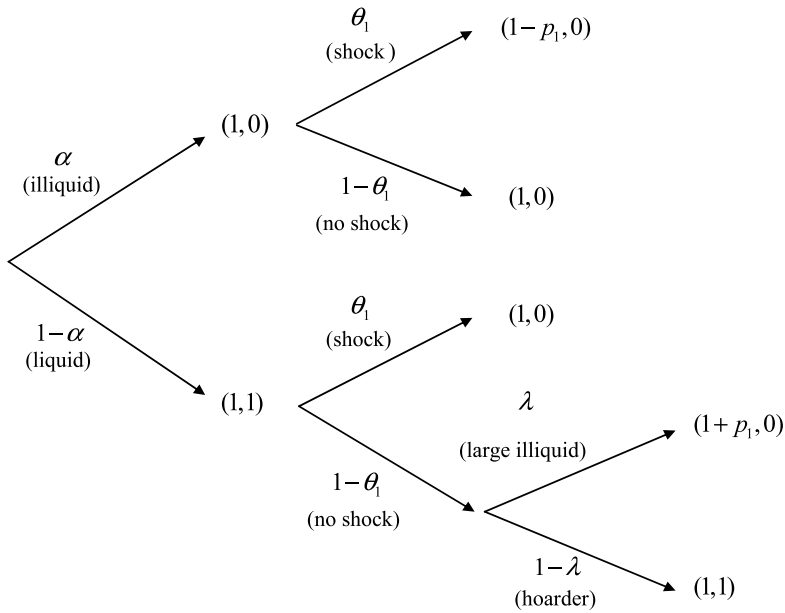 θ₁
(shock)
(1−p₁,0)
α
(illiquid)
(1,0)
1−θ₁
(no shock)
(1,0)
1−α
(liquid)
(1,1)
θ₁
(shock)
(1,0)
1−θ₁
(no shock)
λ
(large illiquid)
(1+p₁,0)
1−λ
(hoarder)
(1,1)